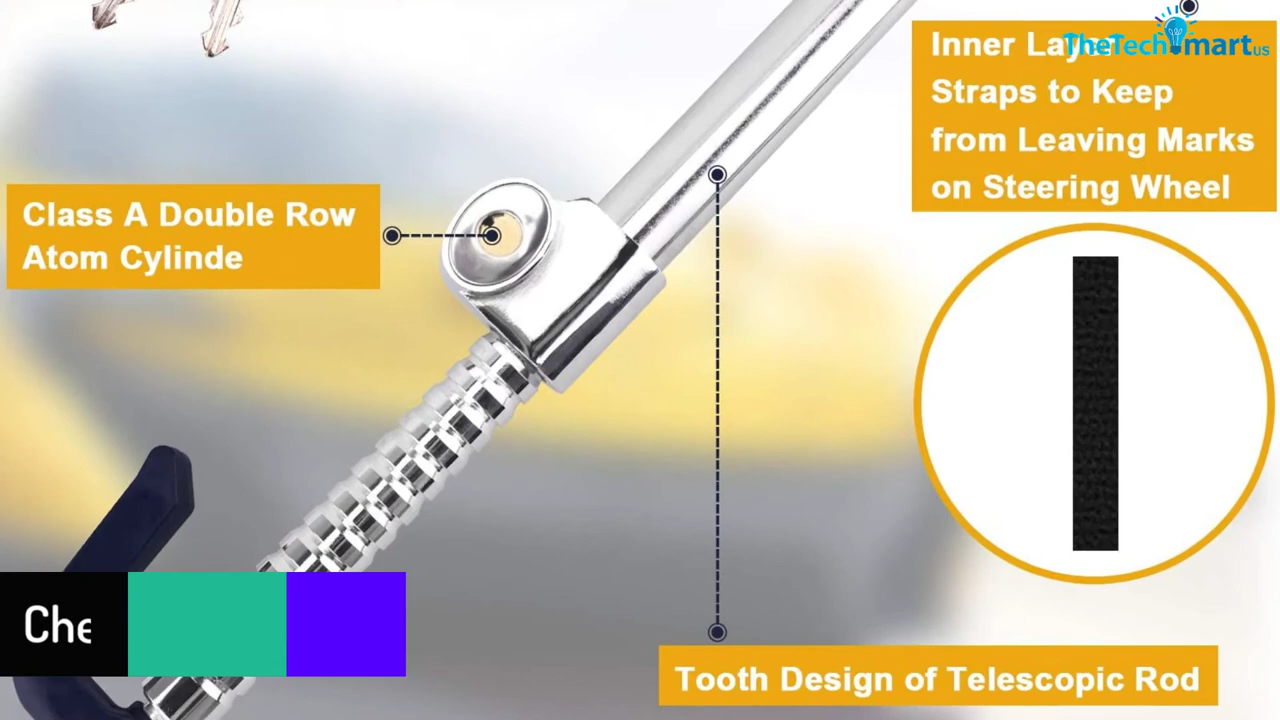 TheTechSmart US
Inner Layer
Straps to Keep
from Leaving Marks
on Steering Wheel
Class A Double Row
Atom Cylinde
Che
Tooth Design of Telescopic Rod